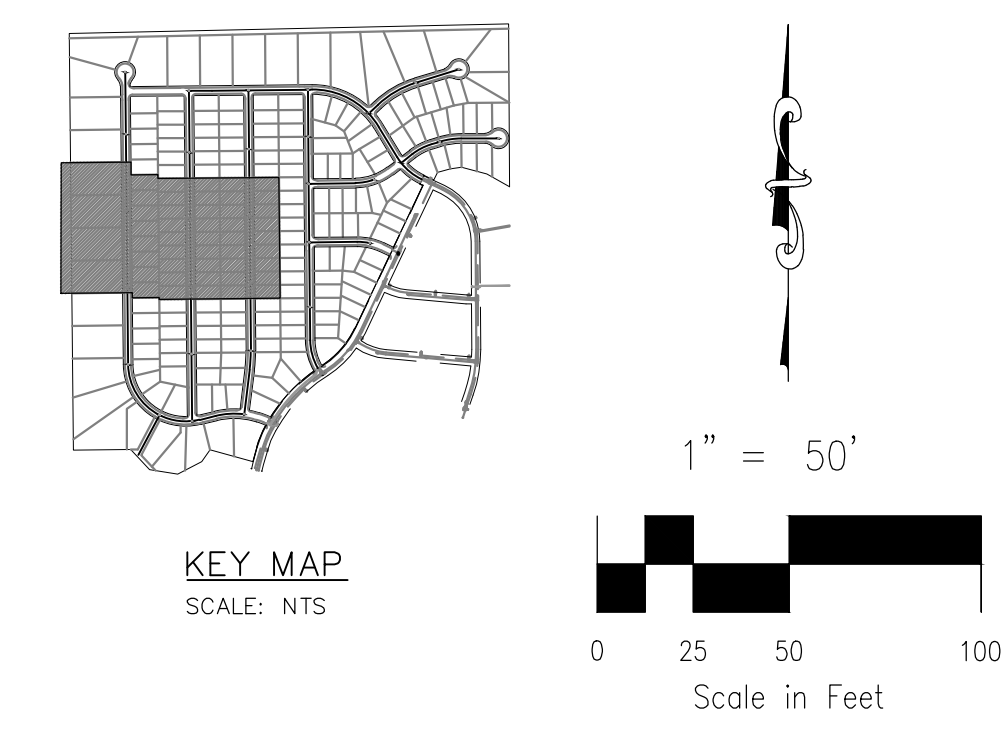 1" = 50'
KEY MAP
SCALE: NTS
0 25 50 100
Scale in Feet